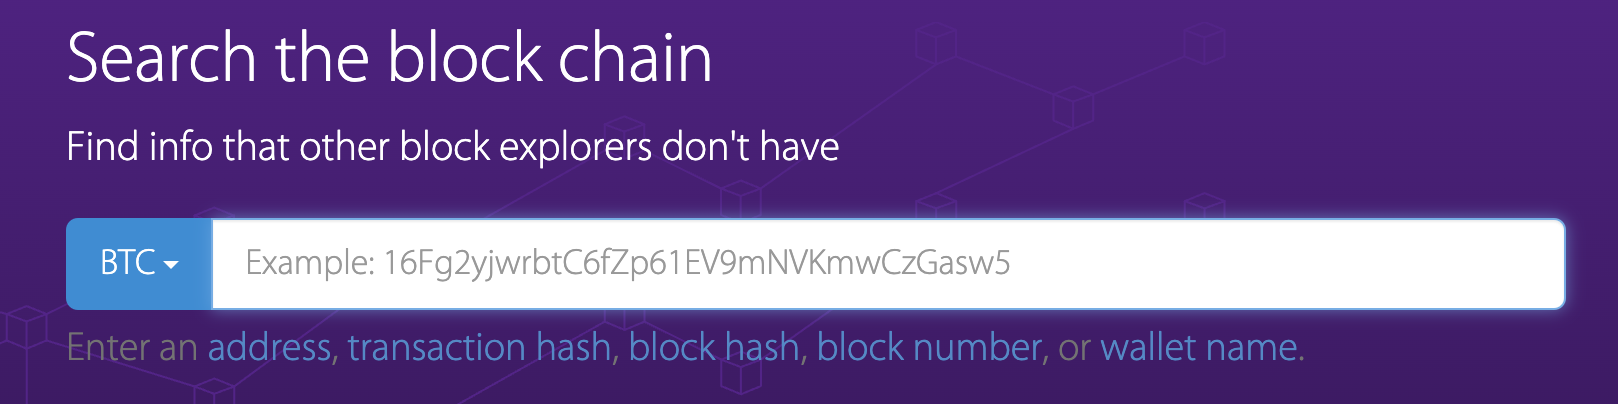 Search the block chain
Find info that other block explorers don't have
BTC
Example: 16Fg2yjwrbtC6fZp61EV9mNVKmwCzGasw5
Enter an address, transaction hash, block hash, block number, or wallet name.